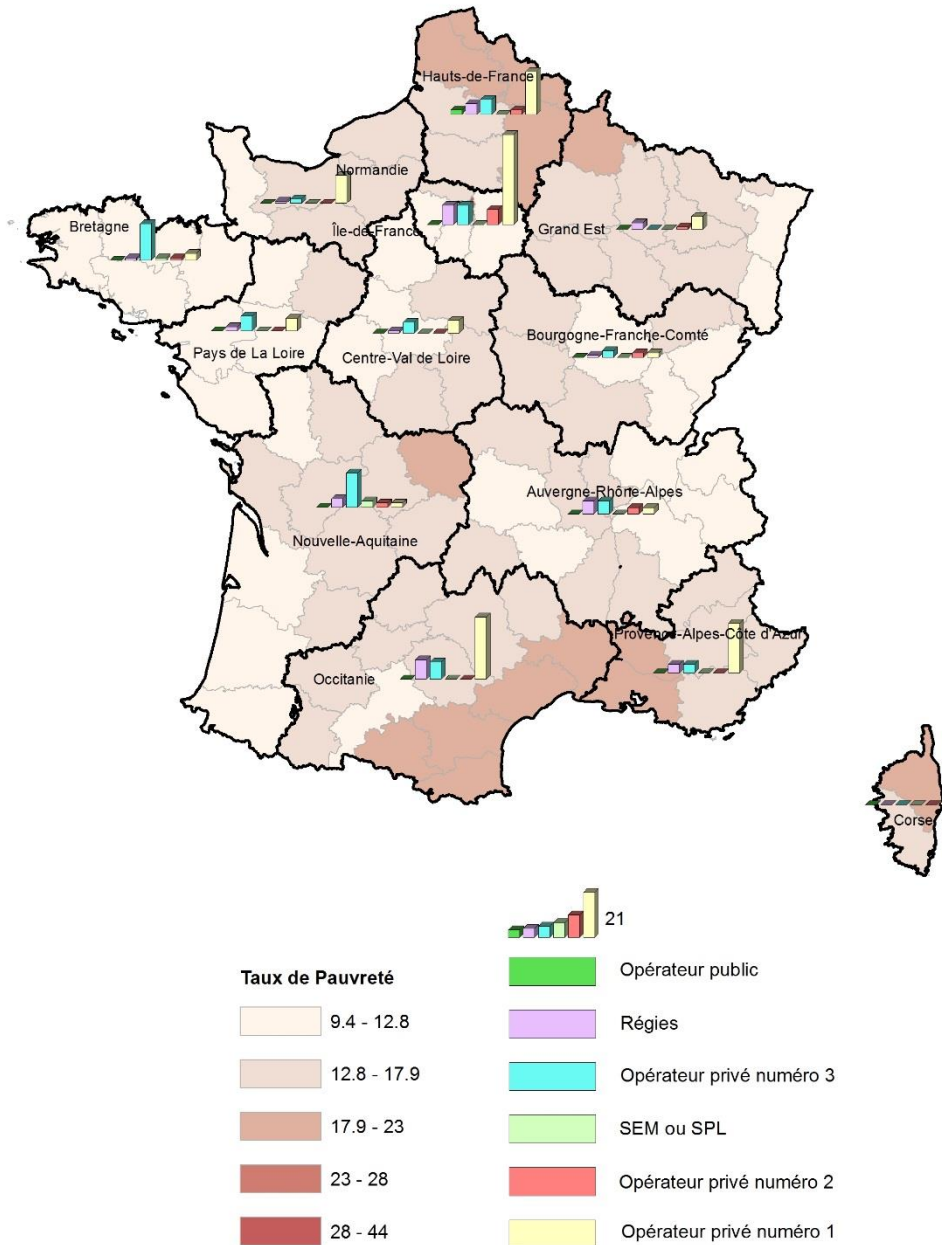 Hauts-de-France
Normandie
Île-de-France
Bretagne
Grand Est
Pays de La Loire
Centre-Val de Loire
Bourgogne-Franche-Comté
Auvergne-Rhône-Alpes
Nouvelle-Aquitaine
Provence-Alpes-Côte d'Azur
Occitanie
Corse
21
Taux de Pauvreté
9.4 - 12.8
12.8 - 17.9
17.9 - 23
23 - 28
28 - 44
Opérateur public
Régies
Opérateur privé numéro 3
SEM ou SPL
Opérateur privé numéro 2
Opérateur privé numéro 1